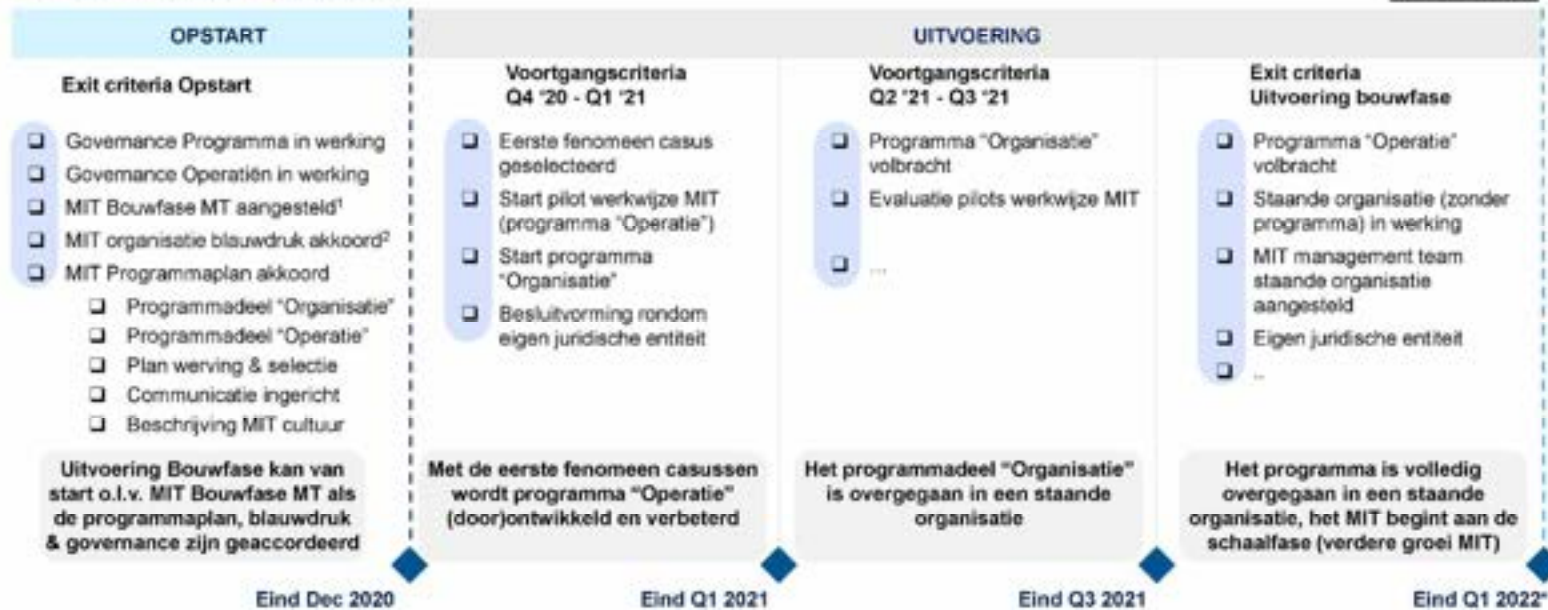 OPSTART
UITVOERING
Exit criteria Opstart
❑ Governance Programma in werking
❑ Governance Operatiën in werking
❑ MIT Bouwfase MT aangesteld¹
❑ MIT organisatie blauwdruk akkoord²
❑ MIT Programmaplan akkoord
❑ Programmadeel "Organisatie"
❑ Programmadeel "Operatie"
❑ Plan werving & selectie
❑ Communicatie ingericht
❑ Beschrijving MIT cultuur
Uitvoering Bouwfase kan van
start o.l.v. MIT Bouwfase MT als
de programmaplan, blauwdruk
& governance zijn geaccordeerd
Eind Dec 2020
Voortgangscriteria
Q4 '20 - Q1 '21
❑ Eerste fenomeen casus
geselecteerd
❑ Start pilot werkwijze MIT
(programma "Operatie")
❑ Start programma
"Organisatie"
❑ Besluitvorming rondom
eigen juridische entiteit
Met de eerste fenomeen casussen
wordt programma "Operatie"
(door)ontwikkeld en verbeterd
Eind Q1 2021
Voortgangscriteria
Q2 '21 - Q3 '21
❑ Programma "Organisatie"
volbracht
❑ Evaluatie pilots werkwijze MIT
❑ ...
Het programmadeel "Organisatie"
is overgegaan in een staande
organisatie
Eind Q3 2021
Exit criteria
Uitvoering bouwfase
❑ Programma "Operatie"
volbracht
❑ Staande organisatie (zonder
programma) in werking
❑ MIT management team
staande organisatie
aangesteld
❑ Eigen juridische entiteit
❑ ..
Het programma is volledig
overgegaan in een staande
organisatie, het MIT begint aan de
schaalfase (verdere groei MIT)
Eind Q1 2022*